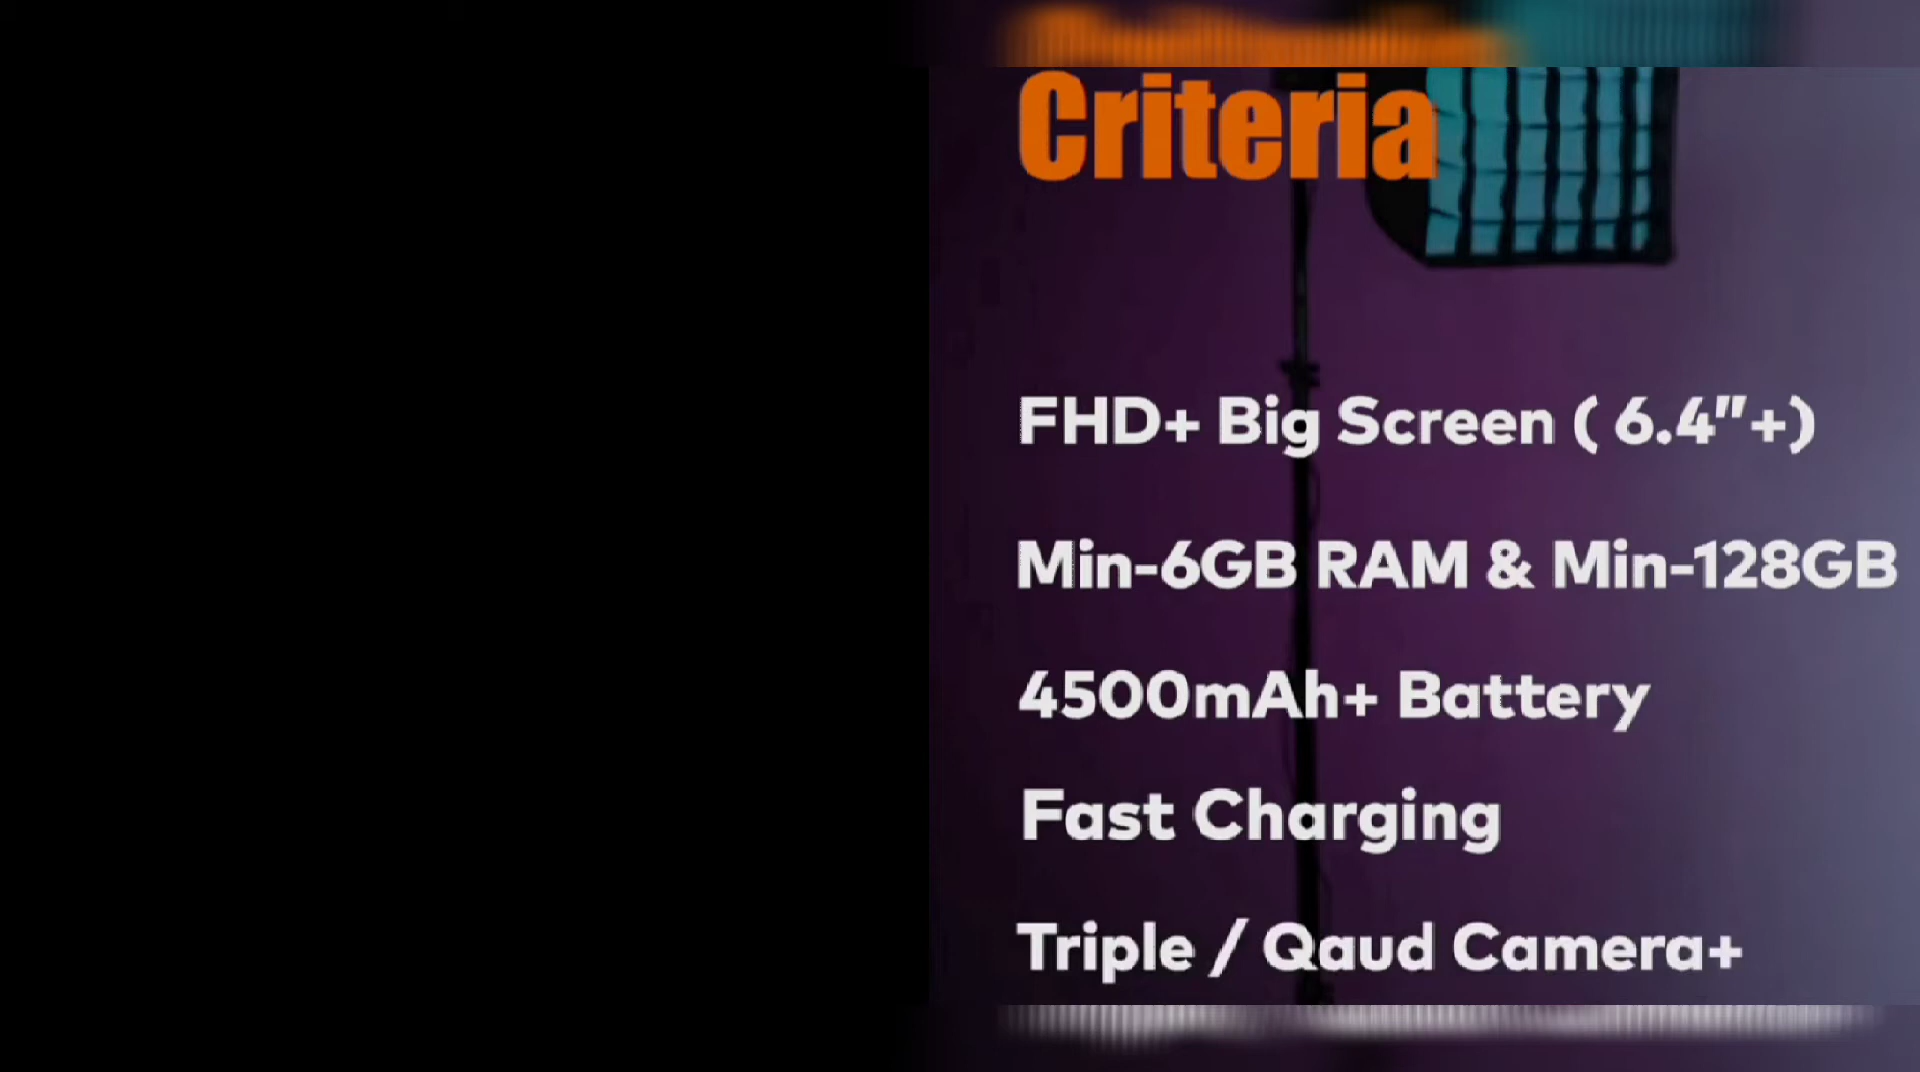 Criteria
FHD+ Big Screen ( 6.4"+)
Min-6GB RAM & Min-128GB
4500mAh+ Battery
Fast Charging
Triple / Qaud Camera+